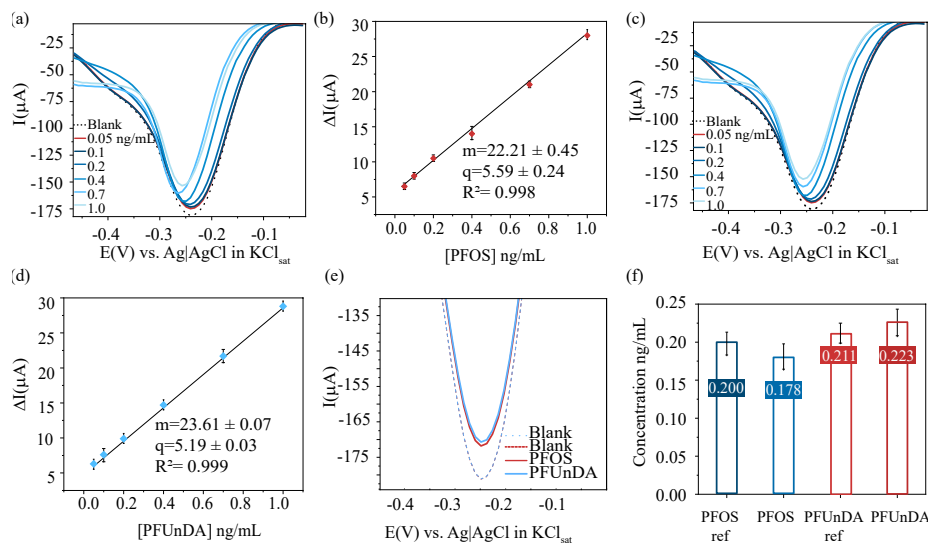 (a)
I(μA)
-25
-50
-75
-100
-125
-150
-175
Blank
0.05 ng/mL
0.1
0.2
0.4
0.7
1.0
-0.4
-0.3
-0.2
-0.1
E(V) vs. Ag|AgCl in KClsat
(b)
ΔI(μA)
30
25
20
15
10
5
m=22.21 ± 0.45
q=5.59 ± 0.24
R²= 0.998
0.0
0.2
0.4
0.6
0.8
1.0
[PFOS] ng/mL
(c)
I(μA)
-25
-50
-75
-100
-125
-150
-175
Blank
0.05 ng/mL
0.1
0.2
0.4
0.7
1.0
-0.4
-0.3
-0.2
-0.1
E(V) vs. Ag|AgCl in KClsat
(d)
ΔI(μA)
30
25
20
15
10
5
m=23.61 ± 0.07
q=5.19 ± 0.03
R²= 0.999
0.0
0.2
0.4
0.6
0.8
1.0
[PFUnDA] ng/mL
(e)
I(μA)
-135
-145
-155
-165
-175
Blank
Blank
PFOS
PFUnDA
-0.4
-0.3
-0.2
-0.1
E(V) vs. Ag|AgCl in KClsat
(f)
Concentration ng/mL
0.25
0.20
0.15
0.10
0.05
0.00
0.200
0.178
0.211
0.223
PFOS
ref
PFOS
PFUnDA
ref
PFUnDA